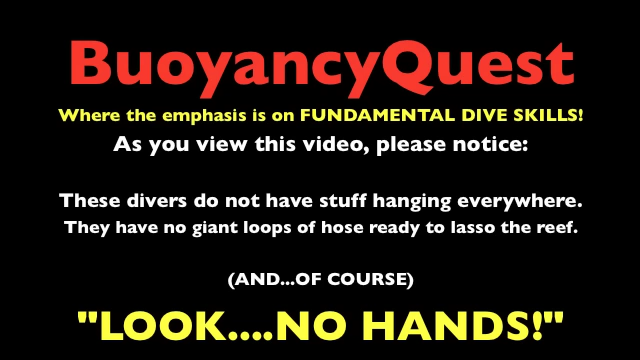 BuoyancyQuest
Where the emphasis is on FUNDAMENTAL DIVE SKILLS!
As you view this video, please notice:
These divers do not have stuff hanging everywhere.
They have no giant loops of hose ready to lasso the reef.
(AND...OF COURSE)
"LOOK....NO HANDS!"